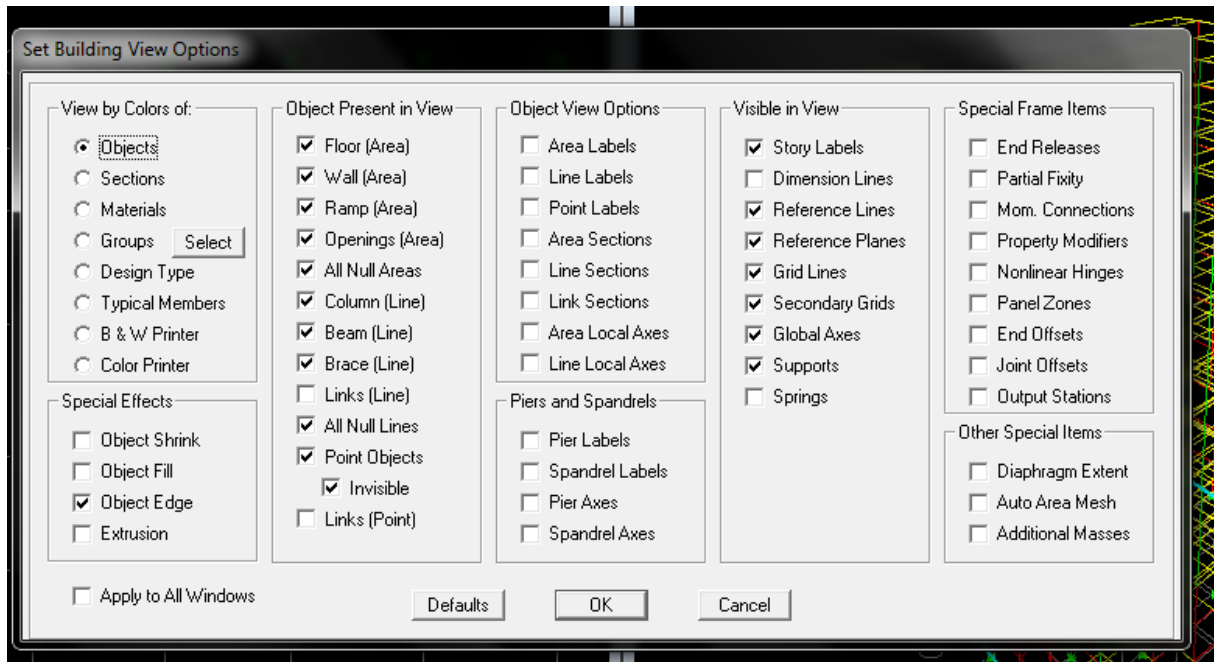 Set Building View Options
View by Colors of:
Objects
Sections
Materials
Groups
Select
Design Type
Typical Members
B & W Printer
Color Printer
Special Effects
Object Shrink
Object Fill
Object Edge
Extrusion
Object Present in View
Floor (Area)
Wall (Area)
Ramp (Area)
Openings (Area)
All Null Areas
Column (Line)
Beam (Line)
Brace (Line)
Links (Line)
All Null Lines
Point Objects
Invisible
Links (Point)
Object View Options
Area Labels
Line Labels
Point Labels
Area Sections
Line Sections
Link Sections
Area Local Axes
Line Local Axes
Piers and Spandrels
Pier Labels
Spandrel Labels
Pier Axes
Spandrel Axes
Visible in View
Story Labels
Dimension Lines
Reference Lines
Reference Planes
Grid Lines
Secondary Grids
Global Axes
Supports
Springs
Special Frame Items
End Releases
Partial Fixity
Mom. Connections
Property Modifiers
Nonlinear Hinges
Panel Zones
End Offsets
Joint Offsets
Output Stations
Other Special Items
Diaphragm Extent
Auto Area Mesh
Additional Masses
Apply to All Windows
Defaults
OK
Cancel